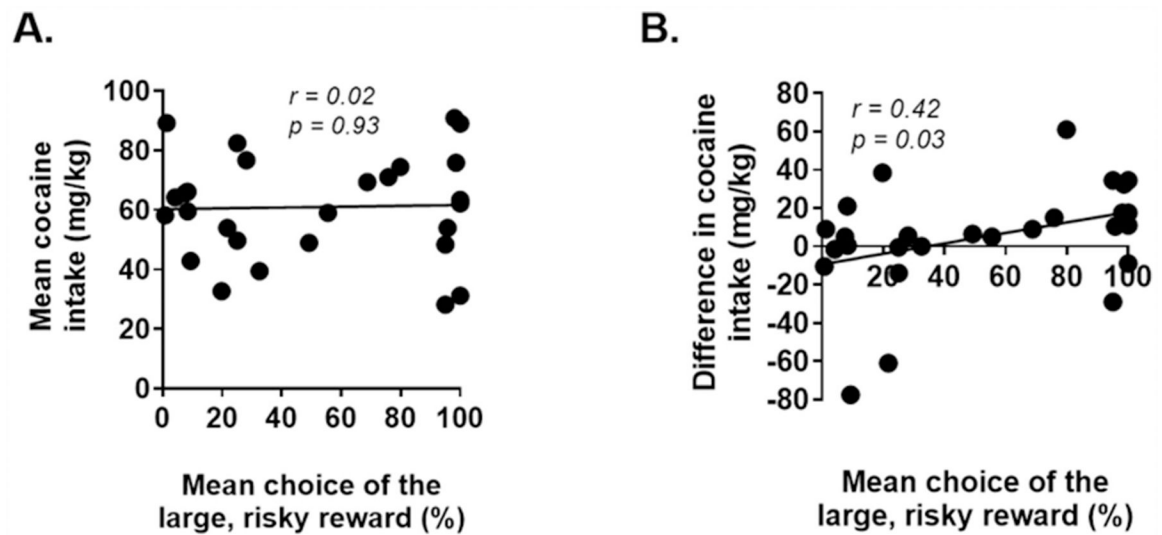 A.
r = 0.02
p = 0.93
Mean cocaine
intake (mg/kg)
100
80
60
40
20
0
0 20 40 60 80 100
Mean choice of the
large, risky reward (%)
B.
r = 0.42
p = 0.03
Difference in cocaine
intake (mg/kg)
80
60
40
20
0
-20
-40
-60
-80
20 40 60 80 100
Mean choice of the
large, risky reward (%)